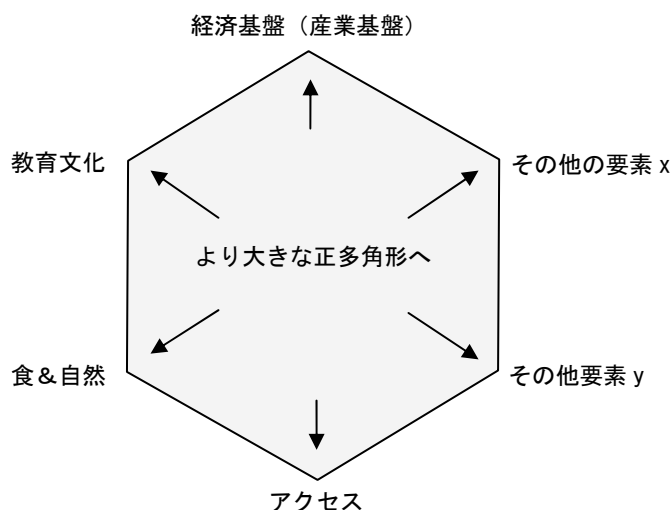 経済基盤（産業基盤）
教育文化
その他の要素 x
より大きな正多角形へ
食＆自然
その他要素 y
アクセス